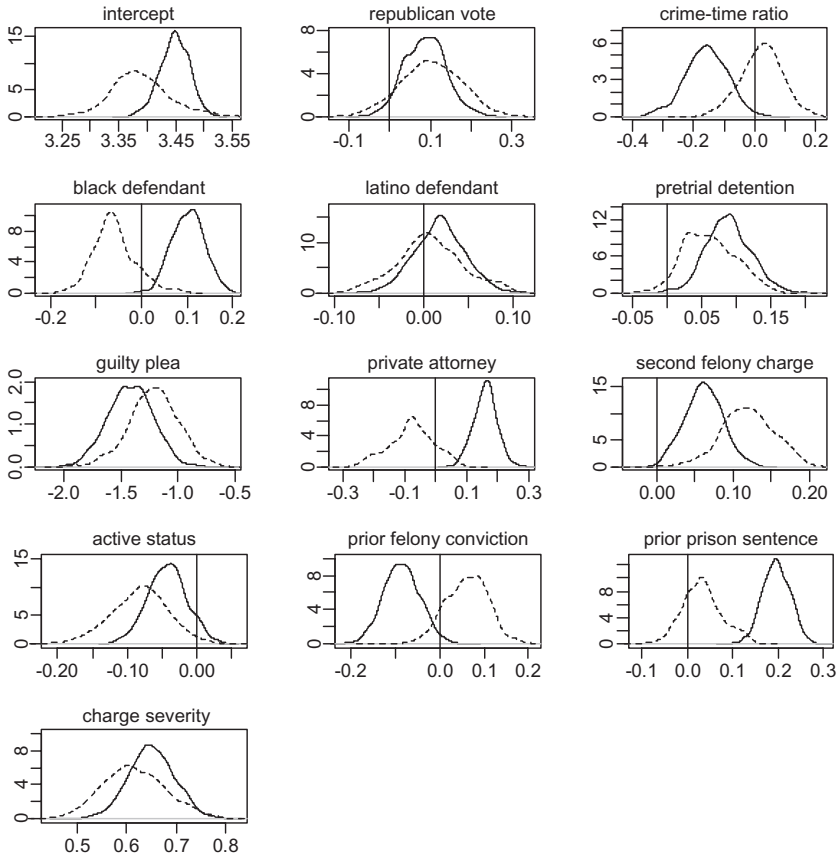 intercept
republican vote
crime-time ratio
0 5 15
3.25 3.35 3.45 3.55
0 4 8
-0.1 0.1 0.3
0 3 6
-0.4 -0.2 0.0 0.2
black defendant
latino defendant
pretrial detention
0 4 8
-0.2 0.0 0.1 0.2
0 10
-0.10 0.00 0.10
0 4 8 12
-0.05 0.05 0.15
guilty plea
private attorney
second felony charge
0.0 1.0 2.0
-2.0 -1.5 -1.0 -0.5
0 4 8
-0.3 -0.1 0.1 0.3
0 5 15
0.00 0.10 0.20
active status
prior felony conviction
prior prison sentence
0 5 15
-0.20 -0.10 0.00
0 4 8
-0.2 0.0 0.1 0.2
0 4 8
-0.1 0.0 0.1 0.2 0.3
charge severity
0 4 8
0.5 0.6 0.7 0.8